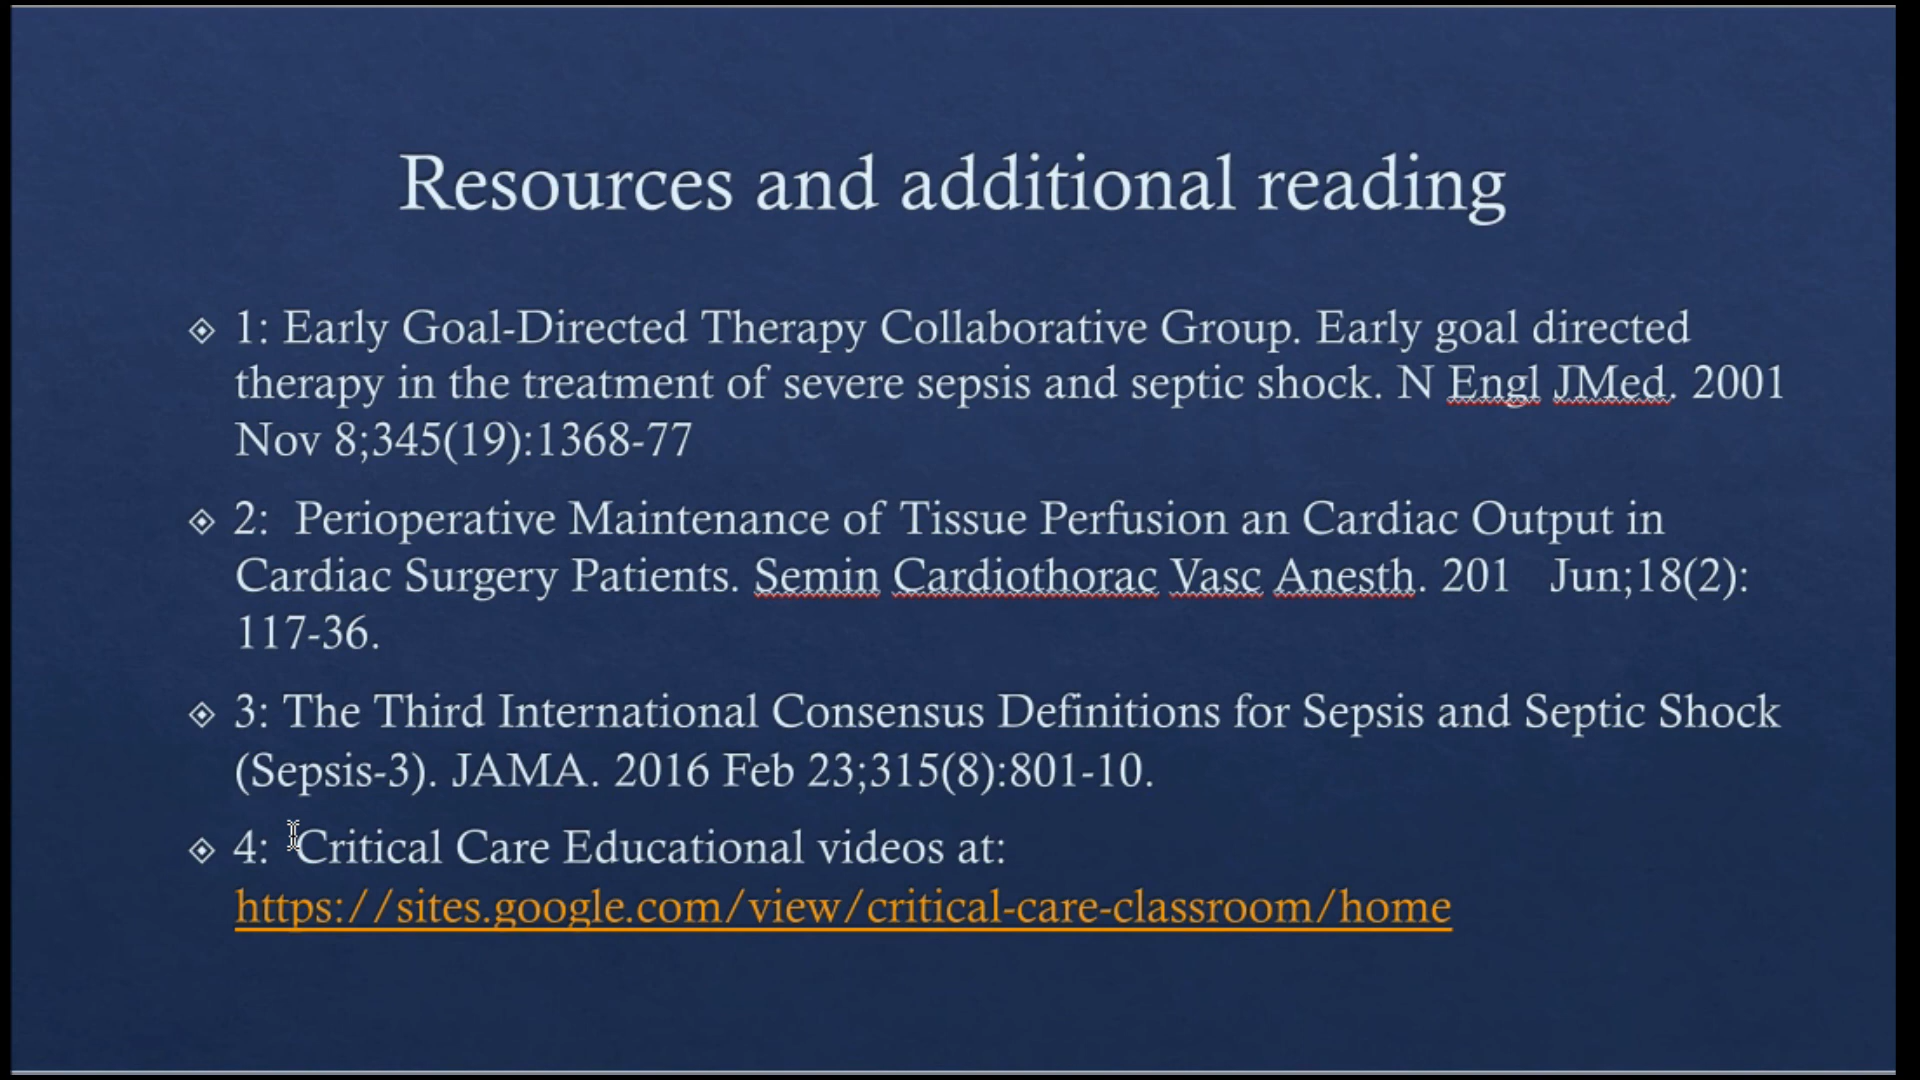 Resources and additional reading
1: Early Goal-Directed Therapy Collaborative Group. Early goal directed
therapy in the treatment of severe sepsis and septic shock. N Engl JMed. 2001
Nov 8;345(19):1368-77
2:  Perioperative Maintenance of Tissue Perfusion an Cardiac Output in
Cardiac Surgery Patients. Semin Cardiothorac Vasc Anesth. 201   Jun;18(2):
117-36.
3: The Third International Consensus Definitions for Sepsis and Septic Shock
(Sepsis-3). JAMA. 2016 Feb 23;315(8):801-10.
4:  Critical Care Educational videos at:
https://sites.google.com/view/critical-care-classroom/home